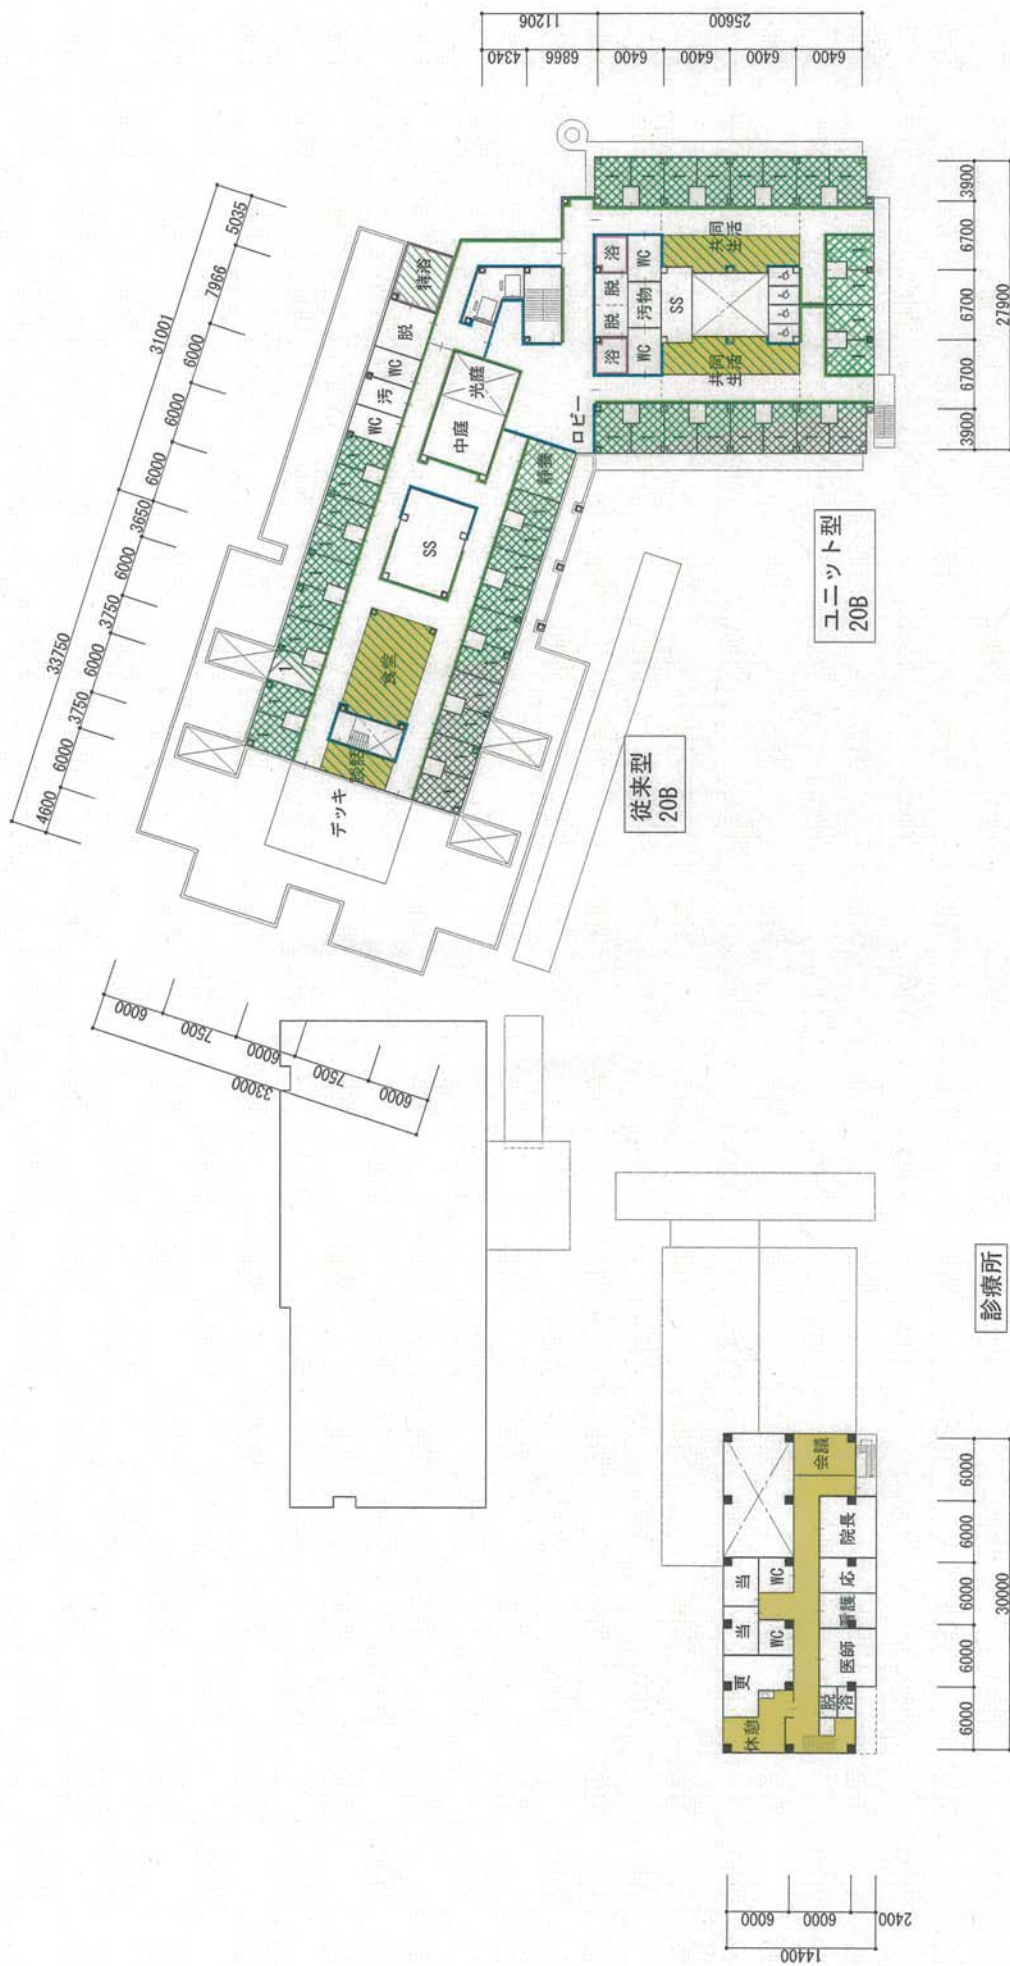 11206
25600
4340
6866
6400
6400
6400
6400
31001
5035
7966
6000
6000
6000
33750
3650
6000
3750
6000
3750
6000
4600
特浴
脱
WC
汚
WC
光庭
中庭
SS
食堂
談話
デッキ
静養
ロビー
浴
脱
脱
浴
WC
汚物
WC
SS
共同
生活
共同
生活
3900
6700
6700
6700
3900
27900
ユニット型
20B
従来型
20B
6000
7500
6000
7500
6000
33000
診療所
会議
院長
応
看護
医師
脱
浴
当
WC
当
WC
更
休憩
6000
6000
6000
6000
6000
30000
6000
6000
2400
14400